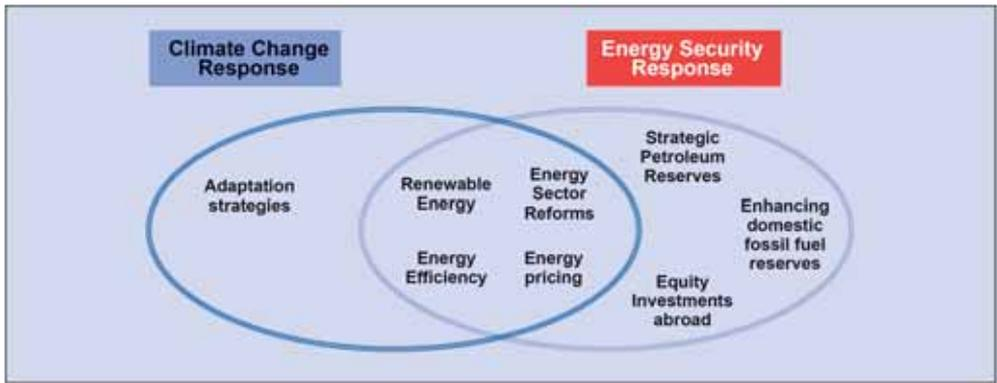 Climate Change
Response
Energy Security
Response
Adaptation
strategies
Renewable
Energy
Energy
Sector
Reforms
Energy
Efficiency
Energy
pricing
Strategic
Petroleum
Reserves
Enhancing
domestic
fossil fuel
reserves
Equity
Investments
abroad